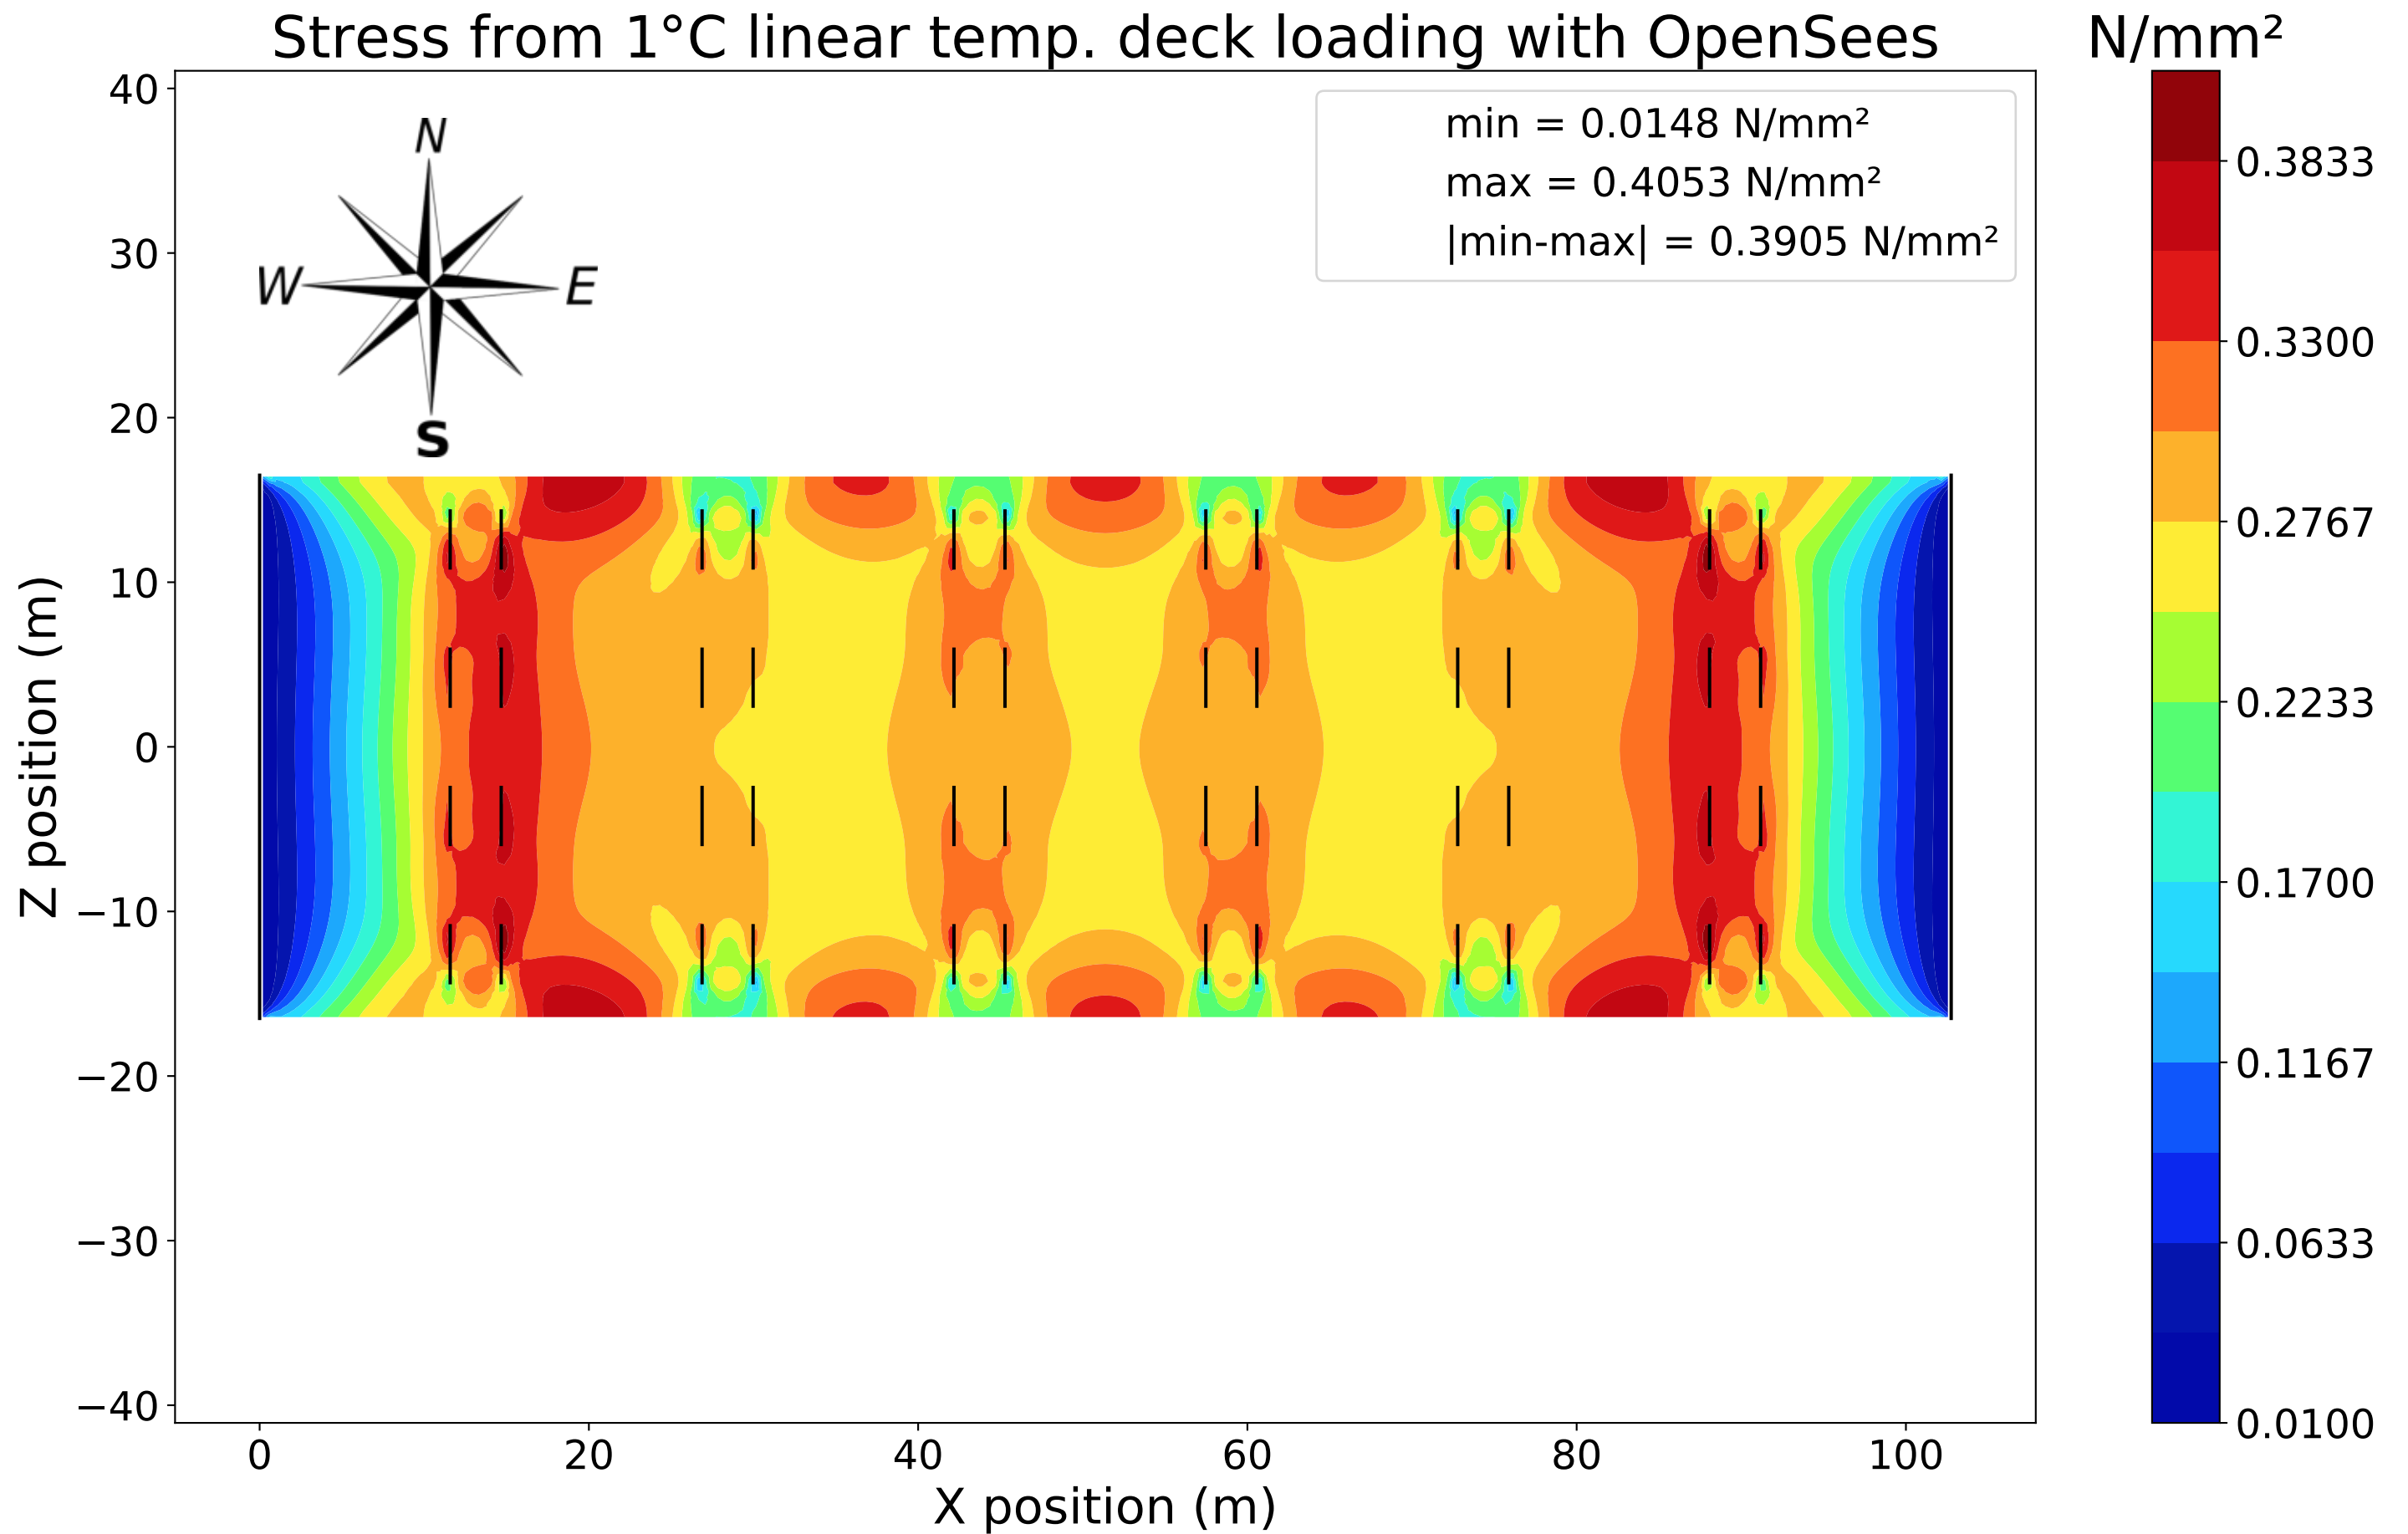 Stress from 1°C linear temp. deck loading with OpenSees
N/mm²
min = 0.0148 N/mm²
max = 0.4053 N/mm²
|min-max| = 0.3905 N/mm²
N
W
E
S
Z position (m)
40
30
20
10
0
−10
−20
−30
−40
0
20
40
60
80
100
X position (m)
0.3833
0.3300
0.2767
0.2233
0.1700
0.1167
0.0633
0.0100